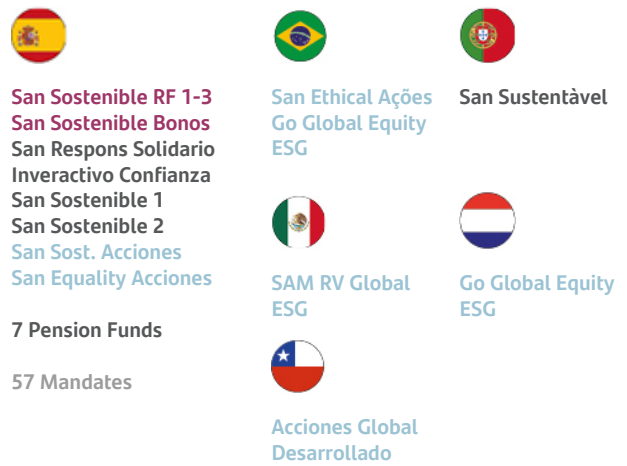 San Sostenible RF 1-3
San Sostenible Bonos
San Respons Solidario
Inveractivo Confianza
San Sostenible 1
San Sostenible 2
San Sost. Acciones
San Equality Acciones
7 Pension Funds
57 Mandates
San Ethical Ações
Go Global Equity
ESG
San Sustentàvel
SAM RV Global
ESG
Go Global Equity
ESG
Acciones Global
Desarrollado